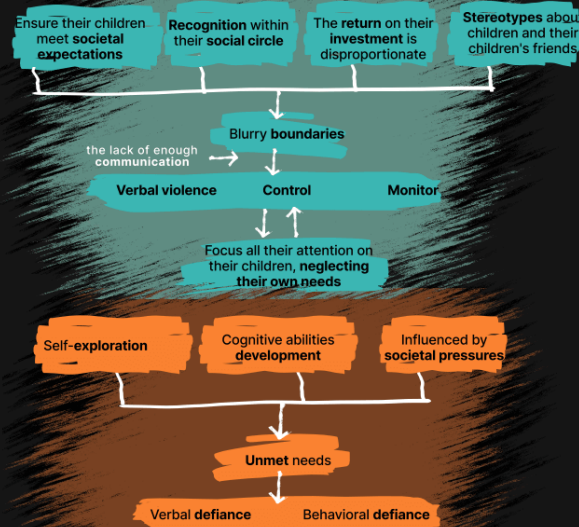 Ensure their children
meet societal
expectations
Recognition within
their social circle
The return on their
investment is
disproportionate
Stereotypes abou
children and their
children's friends
Blurry boundaries
the lack of enough
communication
Verbal violence
Control
Monitor
Focus all their attention on
their children, neglecting
their own needs
Self-exploration
Cognitive abilities
development
Influenced by
societal pressures
Unmet needs
Verbal defiance
Behavioral defiance